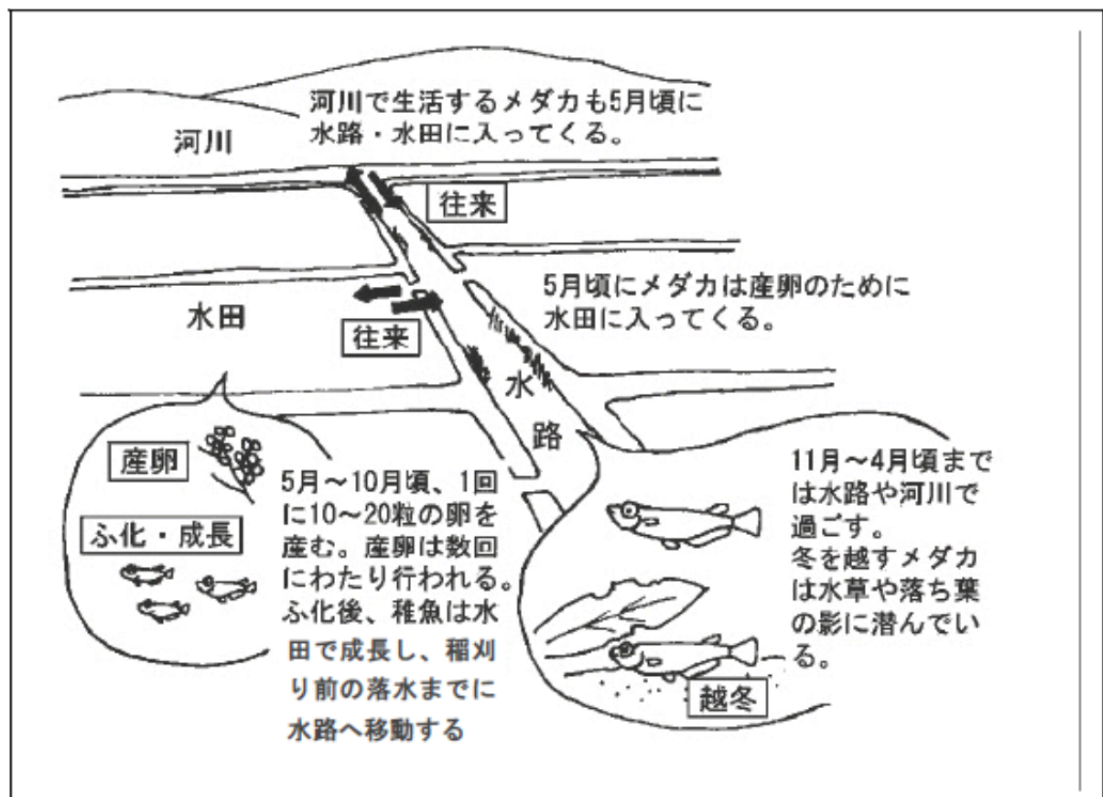 河川で生活するメダカも5月頃に
水路・水田に入ってくる。
河川
往来
5月頃にメダカは産卵のために
水田に入ってくる。
水田
往来
水
路
産卵
ふ化・成長
5月～10月頃、1回
に10～20粒の卵を
産む。産卵は数回
にわたり行われる。
ふ化後、稚魚は水
田で成長し、稲刈
り前の落水までに
水路へ移動する
11月～4月頃まで
は水路や河川で
過ごす。
冬を越すメダカ
は水草や落ち葉
の影に潜んでい
る。
越冬